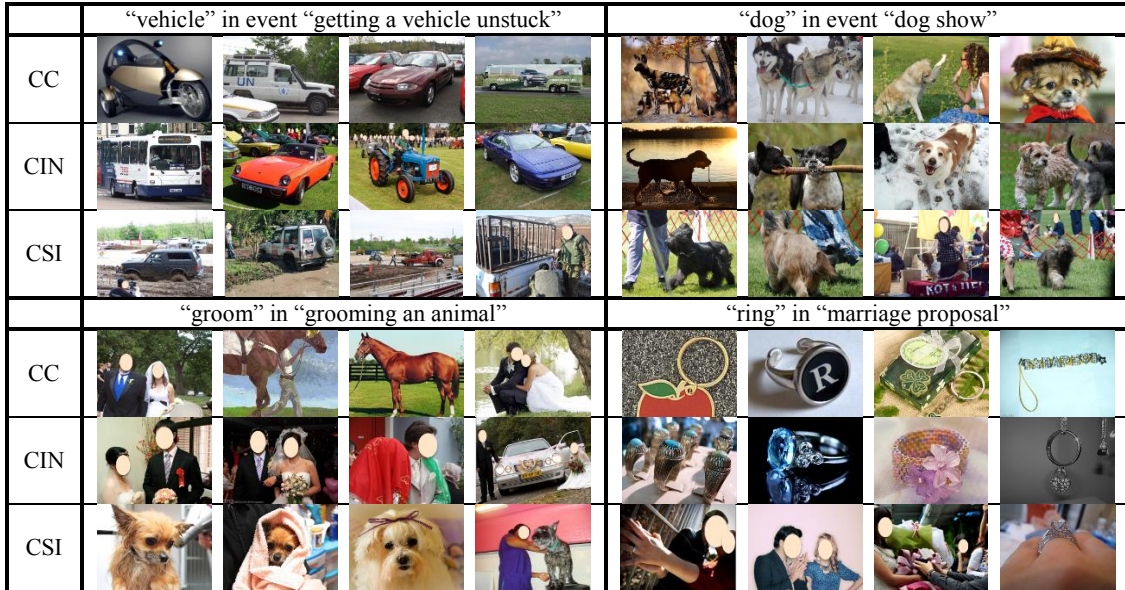 “vehicle” in event “getting a vehicle unstuck”
“dog” in event “dog show”
CC
UN
CIN
CSI
“groom” in “grooming an animal”
“ring” in “marriage proposal”
CC
R
CIN
CSI